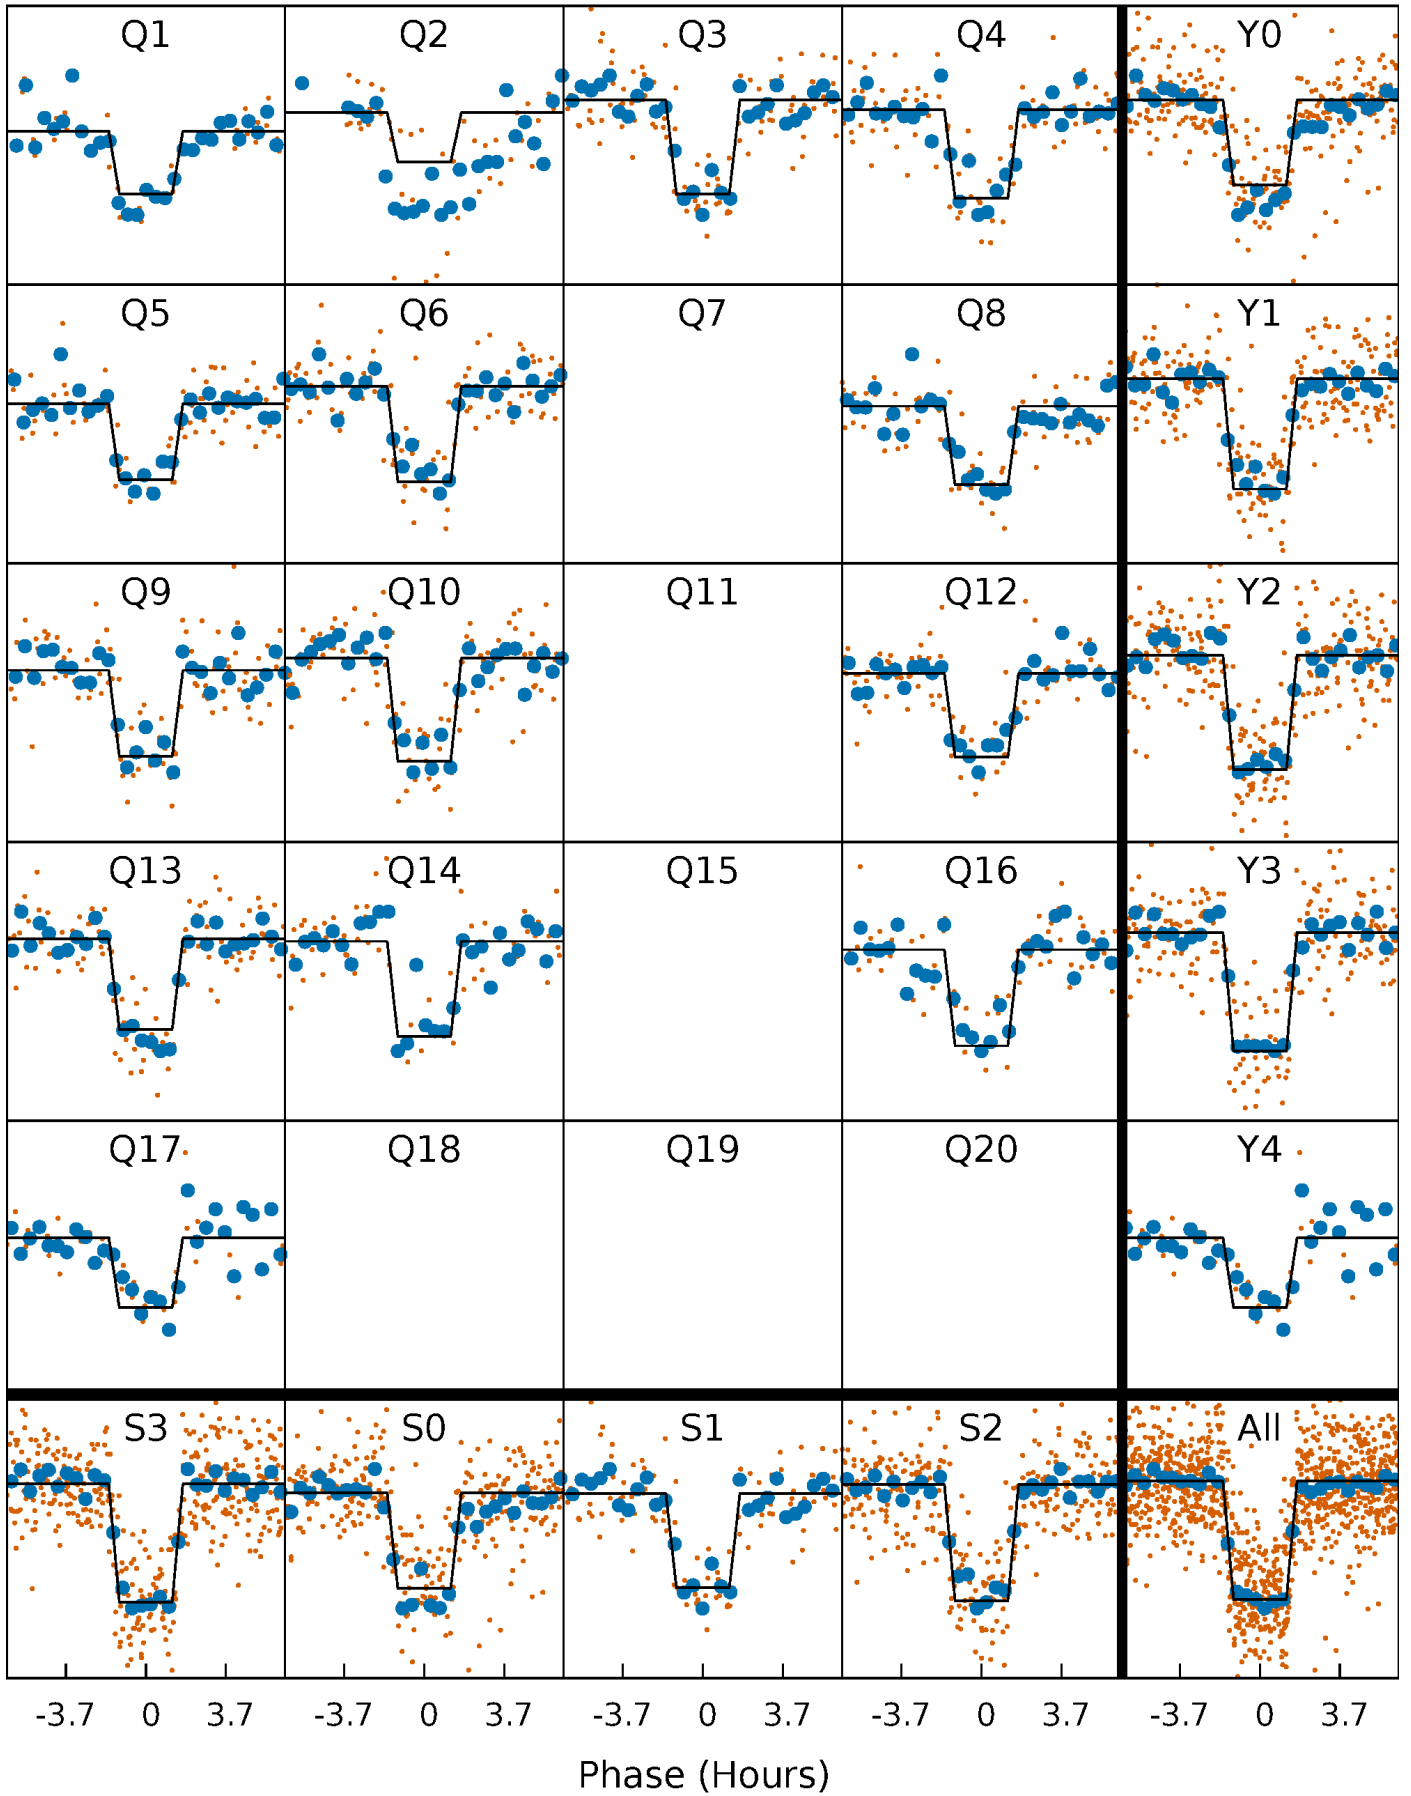 Q1 Q2 Q3 Q4 Y0
Q5 Q6 Q7 Q8 Y1
Q9 Q10 Q11 Q12 Y2
Q13 Q14 Q15 Q16 Y3
Q17 Q18 Q19 Q20 Y4
S3 S0 S1 S2 All
-3.7 0 3.7 -3.7 0 3.7 -3.7 0 3.7 -3.7 0 3.7 -3.7 0 3.7
Phase (Hours)